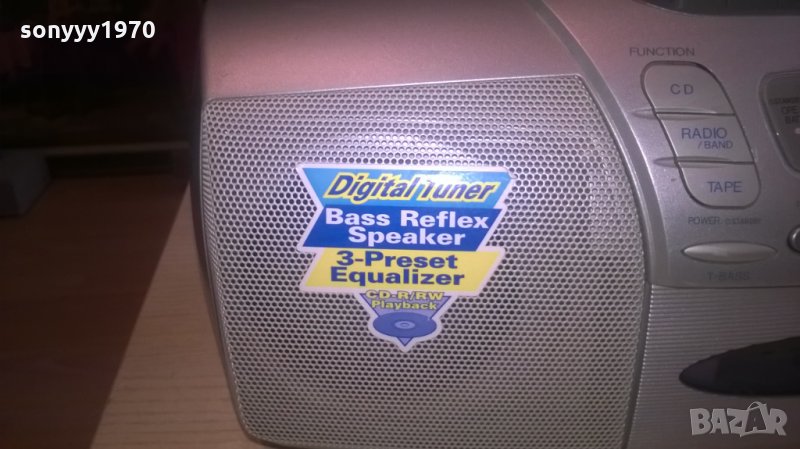 sonyyy1970
FUNCTION
CD
RADIO
/BAND
TAPE
POWER
T-BASS
Digital Tuner
Bass Reflex
Speaker
3-Preset
Equalizer
CD-R/RW
Playback
BAZAR